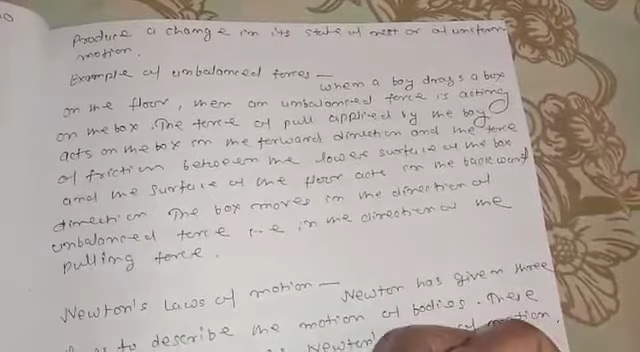 Produce a change in its state of rest or of uniform
motion.
Example of unbalanced forces —
When a boy drags a box
on the floor, then an unbalanced force is acting
on the box. The force of pull applied by the boy
acts on the box in the forward direction and the force
of friction between the lower surface of the box
and the surface of the floor acts in the backward
direction. The box moves in the direction of
unbalanced force i.e in the direction of the
pulling force.
Newton's Laws of motion —
Newton has given three
to describe the motion of bodies. These
Newton's of motion.